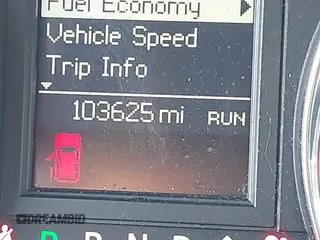 Fuel Economy
Vehicle Speed
Trip Info
103625 mi RUN
DREAMBID
P R N D